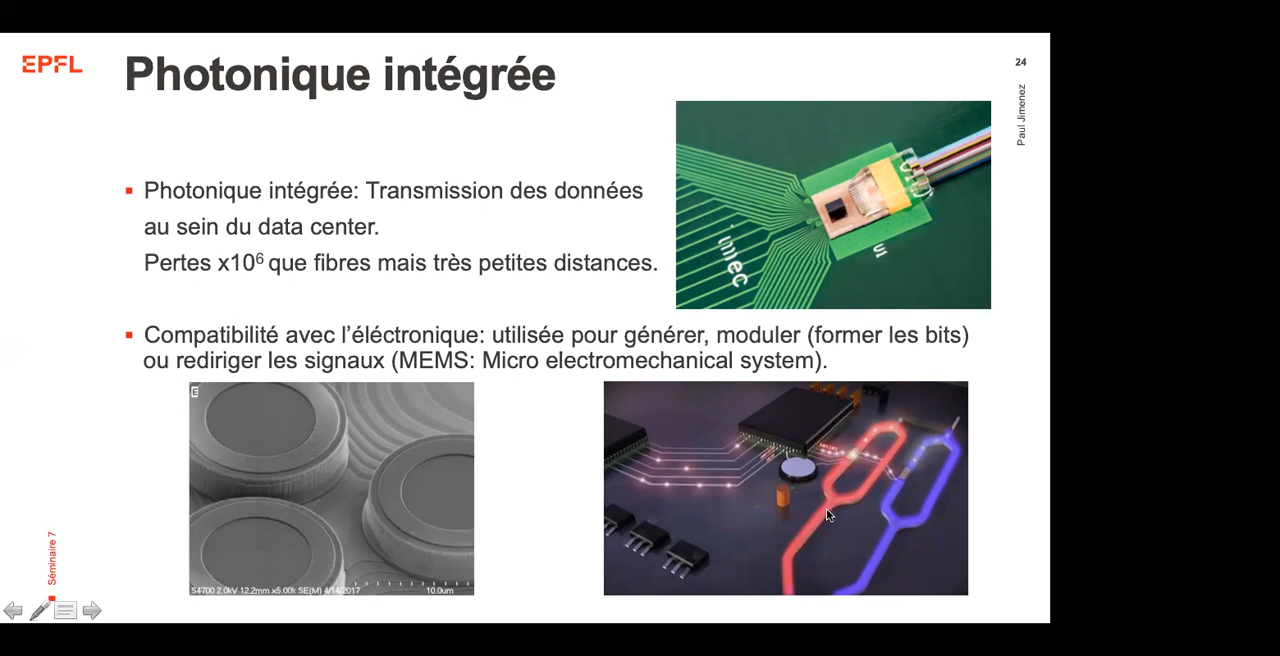 EPFL
Photonique intégrée
24
Paul Jimenez
▪ Photonique intégrée: Transmission des données
au sein du data center.
Pertes x10⁶ que fibres mais très petites distances.
imec
U1
▪ Compatibilité avec l’éléctronique: utilisée pour générer, moduler (former les bits)
ou rediriger les signaux (MEMS: Micro electromechanical system).
E
S4700 2.0kV 12.2mm x5.00k SE(M) 4/14/2017 10.0um
Séminaire 7